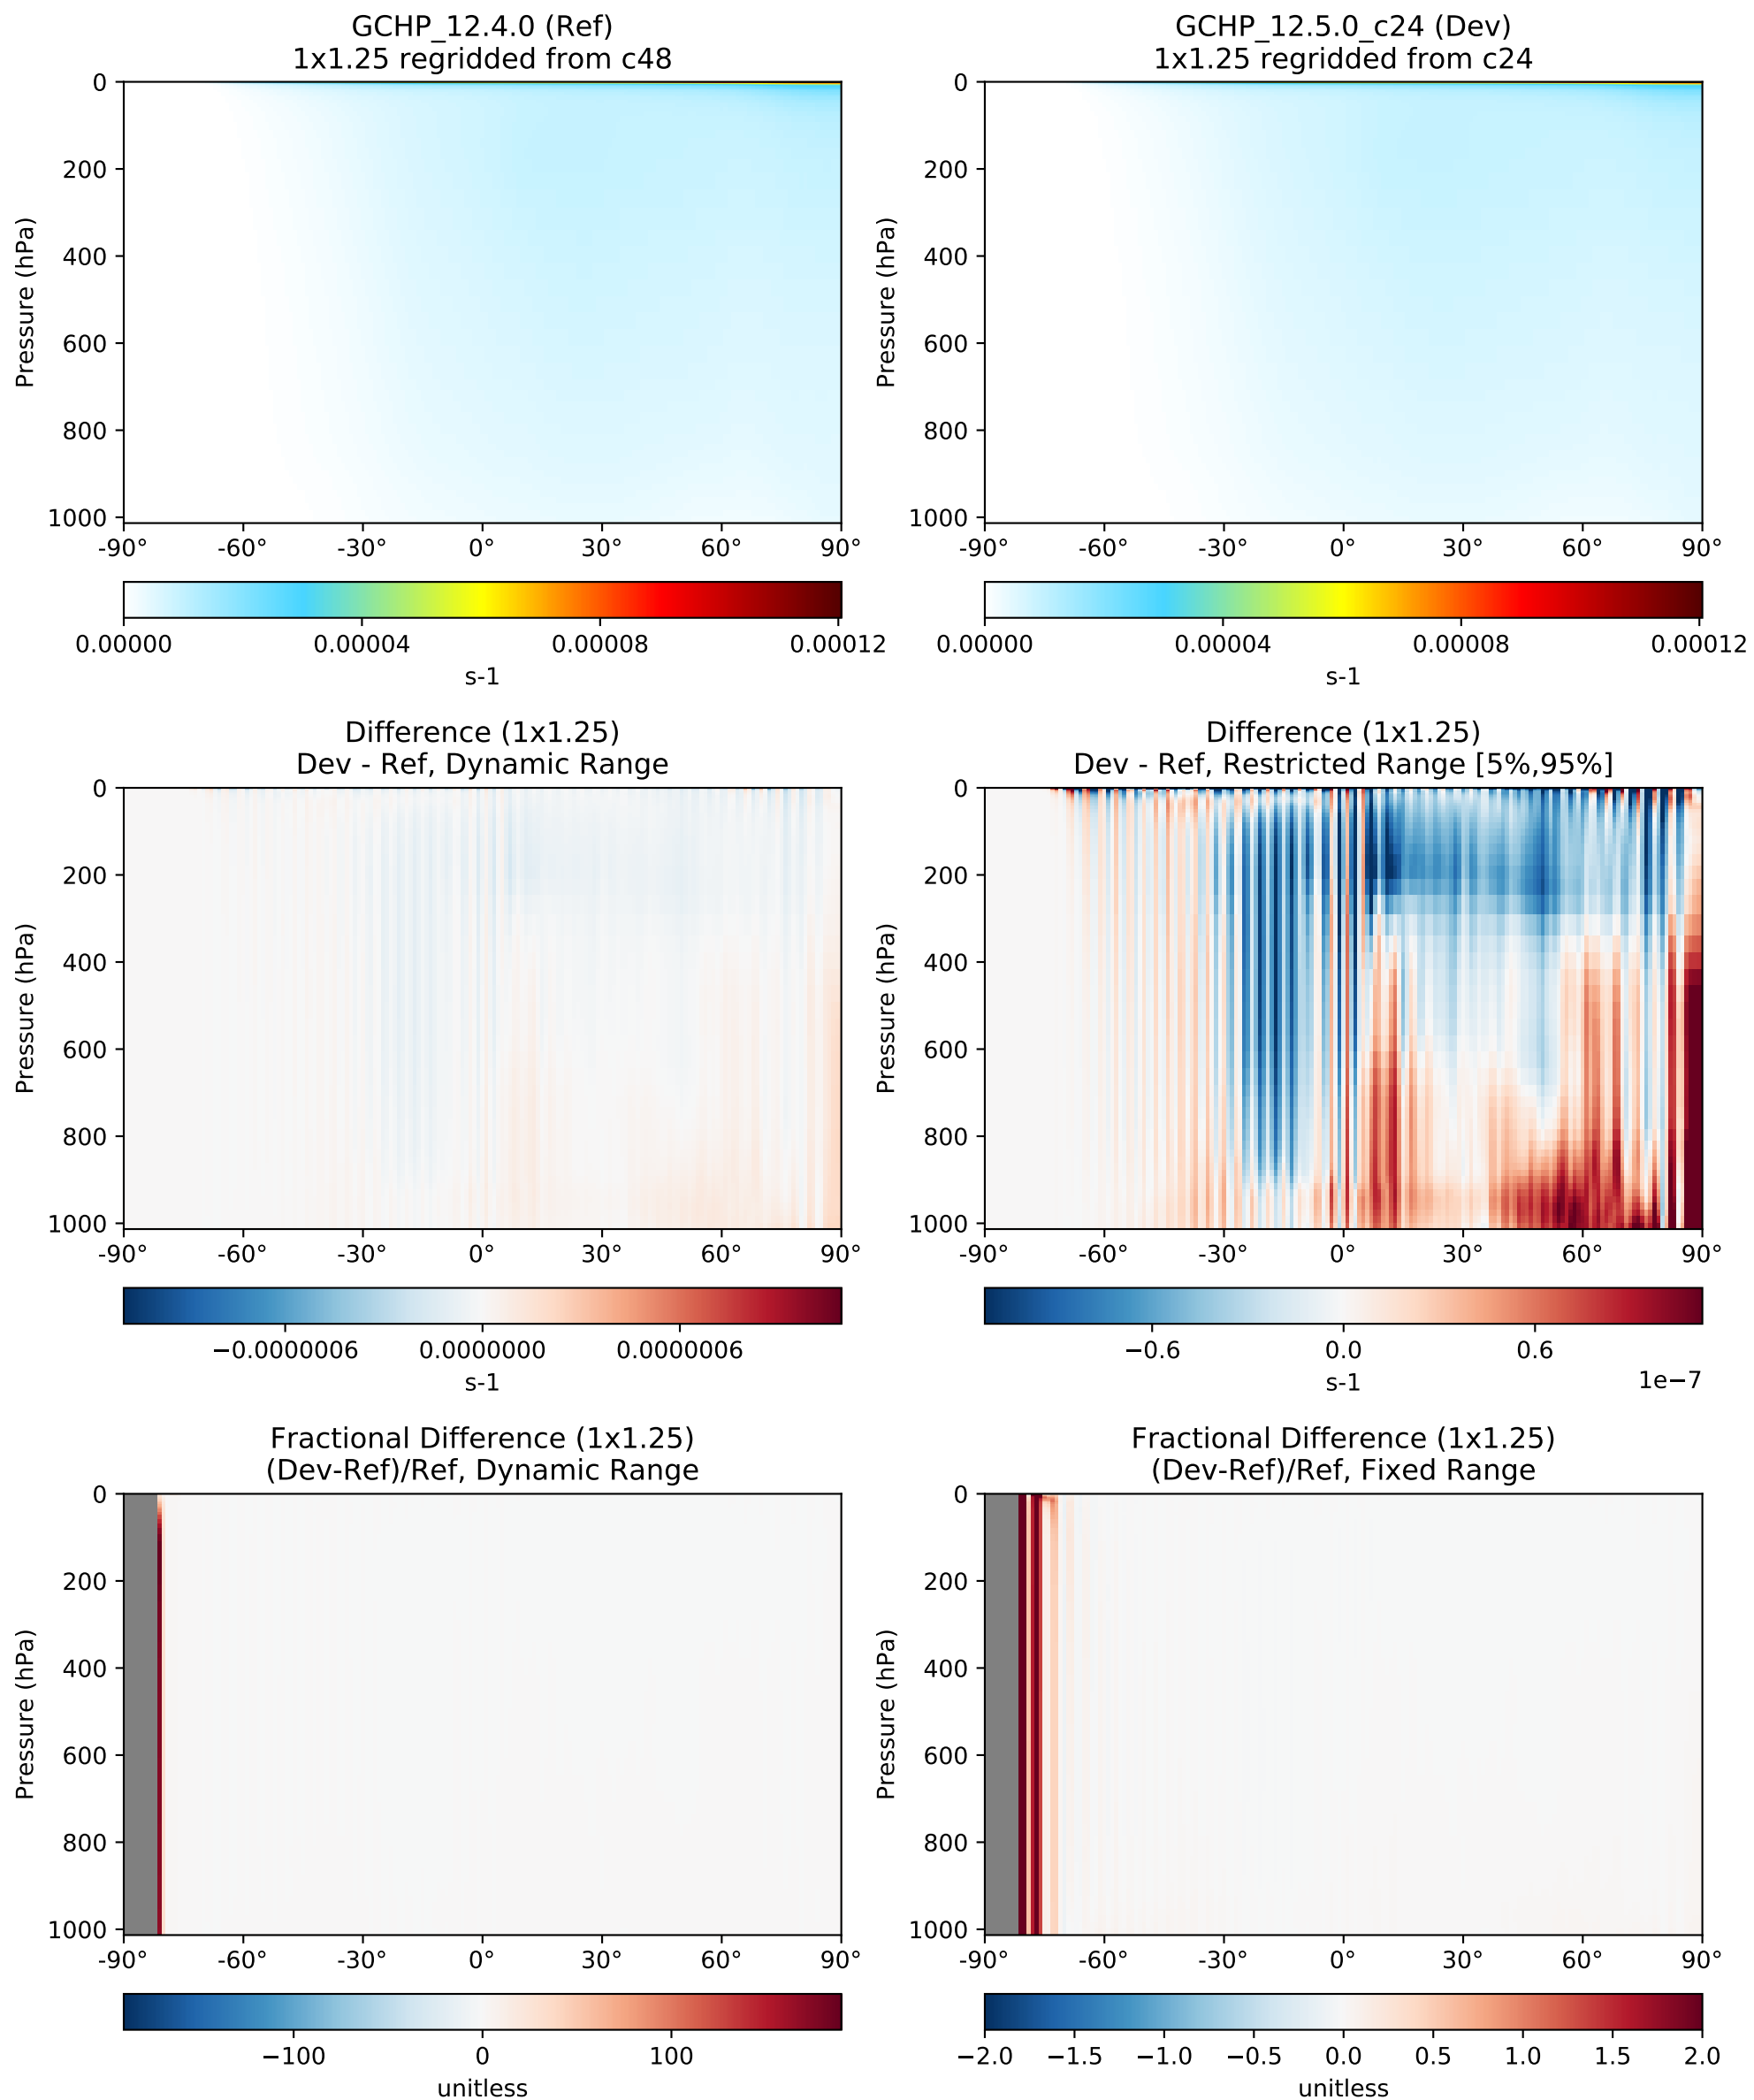 GCHP_12.4.0 (Ref)
1x1.25 regridded from c48
0
200
400
600
800
1000
Pressure (hPa)
-90° -60° -30° 0° 30° 60° 90°
0.00000 0.00004 0.00008 0.00012
s-1
GCHP_12.5.0_c24 (Dev)
1x1.25 regridded from c24
0
200
400
600
800
1000
Pressure (hPa)
-90° -60° -30° 0° 30° 60° 90°
0.00000 0.00004 0.00008 0.00012
s-1
Difference (1x1.25)
Dev - Ref, Dynamic Range
0
200
400
600
800
1000
Pressure (hPa)
-90° -60° -30° 0° 30° 60° 90°
−0.0000006 0.0000000 0.0000006
s-1
Difference (1x1.25)
Dev - Ref, Restricted Range [5%,95%]
0
200
400
600
800
1000
Pressure (hPa)
-90° -60° -30° 0° 30° 60° 90°
−0.6 0.0 0.6
s-1 1e−7
Fractional Difference (1x1.25)
(Dev-Ref)/Ref, Dynamic Range
0
200
400
600
800
1000
Pressure (hPa)
-90° -60° -30° 0° 30° 60° 90°
−100 0 100
unitless
Fractional Difference (1x1.25)
(Dev-Ref)/Ref, Fixed Range
0
200
400
600
800
1000
Pressure (hPa)
-90° -60° -30° 0° 30° 60° 90°
−2.0 −1.5 −1.0 −0.5 0.0 0.5 1.0 1.5 2.0
unitless